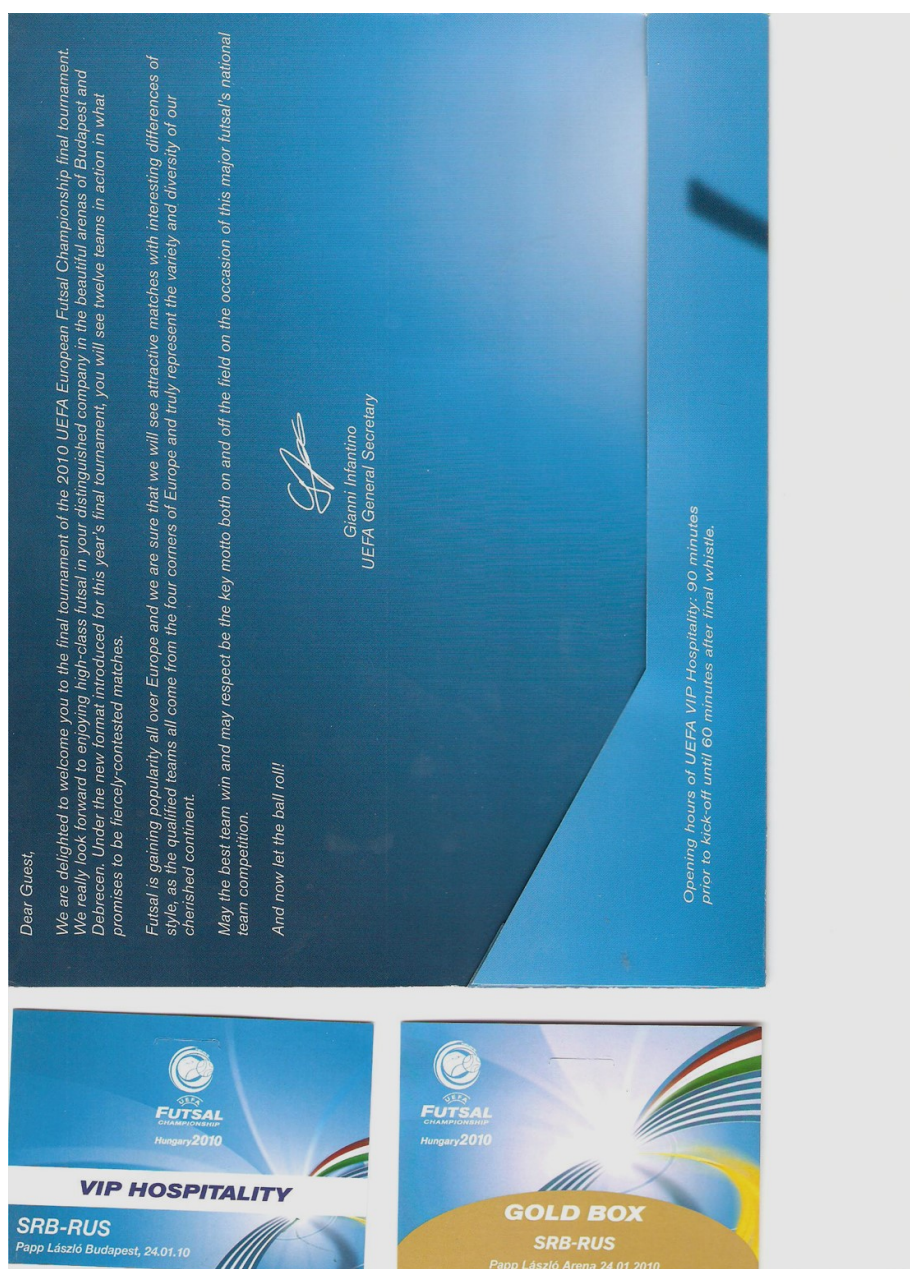 Dear Guest,
We are delighted to welcome you to the final tournament of the 2010 UEFA European Futsal Championship final tournament.
We really look forward to enjoying high-class futsal in your distinguished company in the beautiful arenas of Budapest and
Debrecen. Under the new format introduced for this year's final tournament, you will see twelve teams in action in what
promises to be fiercely-contested matches.
Futsal is gaining popularity all over Europe and we are sure that we will see attractive matches with interesting differences of
style, as the qualified teams all come from the four corners of Europe and truly represent the variety and diversity of our
cherished continent.
May the best team win and may respect be the key motto both on and off the field on the occasion of this major futsal's national
team competition.
And now let the ball roll!
Gianni Infantino
UEFA General Secretary
Opening hours of UEFA VIP Hospitality: 90 minutes
prior to kick-off until 60 minutes after final whistle.
UEFA
FUTSAL
CHAMPIONSHIP
Hungary2010
VIP HOSPITALITY
SRB-RUS
Papp László Budapest, 24.01.10
UEFA
FUTSAL
CHAMPIONSHIP
Hungary2010
GOLD BOX
SRB-RUS
Papp László Arena 24.01.2010